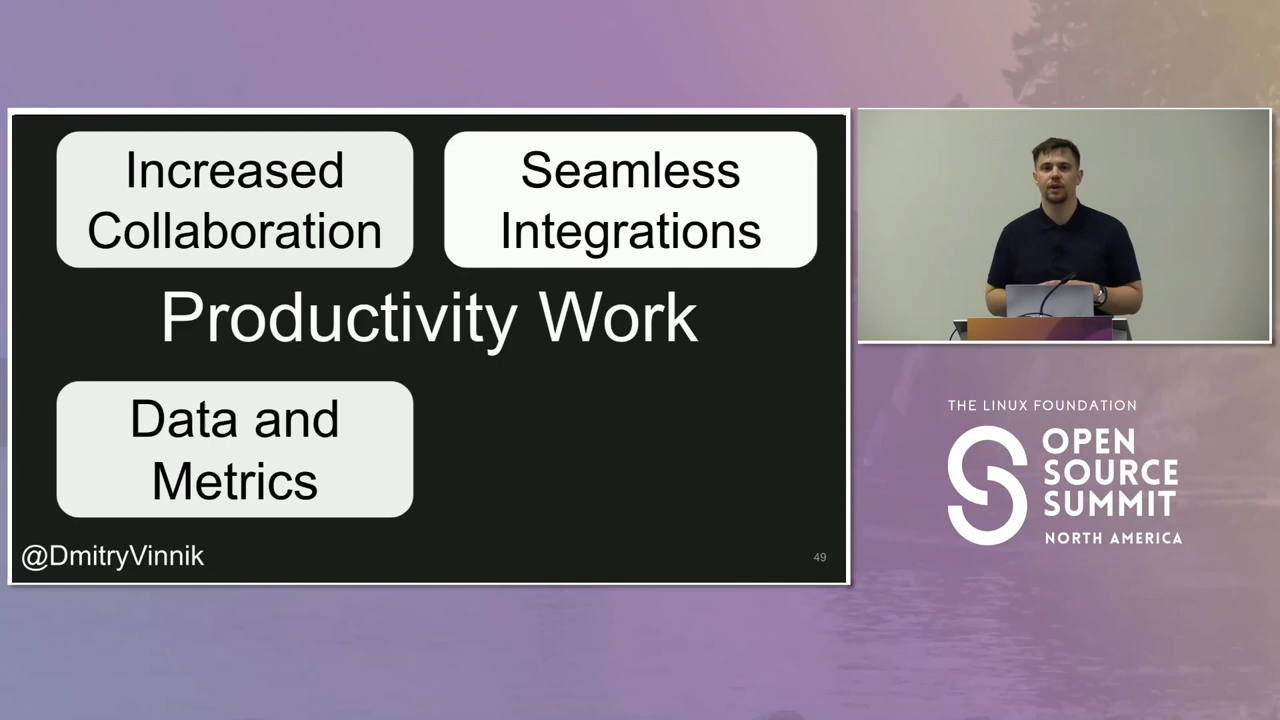 Increased
Collaboration
Seamless
Integrations
Productivity Work
Data and
Metrics
@DmitryVinnik
49
THE LINUX FOUNDATION
OPEN
SOURCE
SUMMIT
NORTH AMERICA